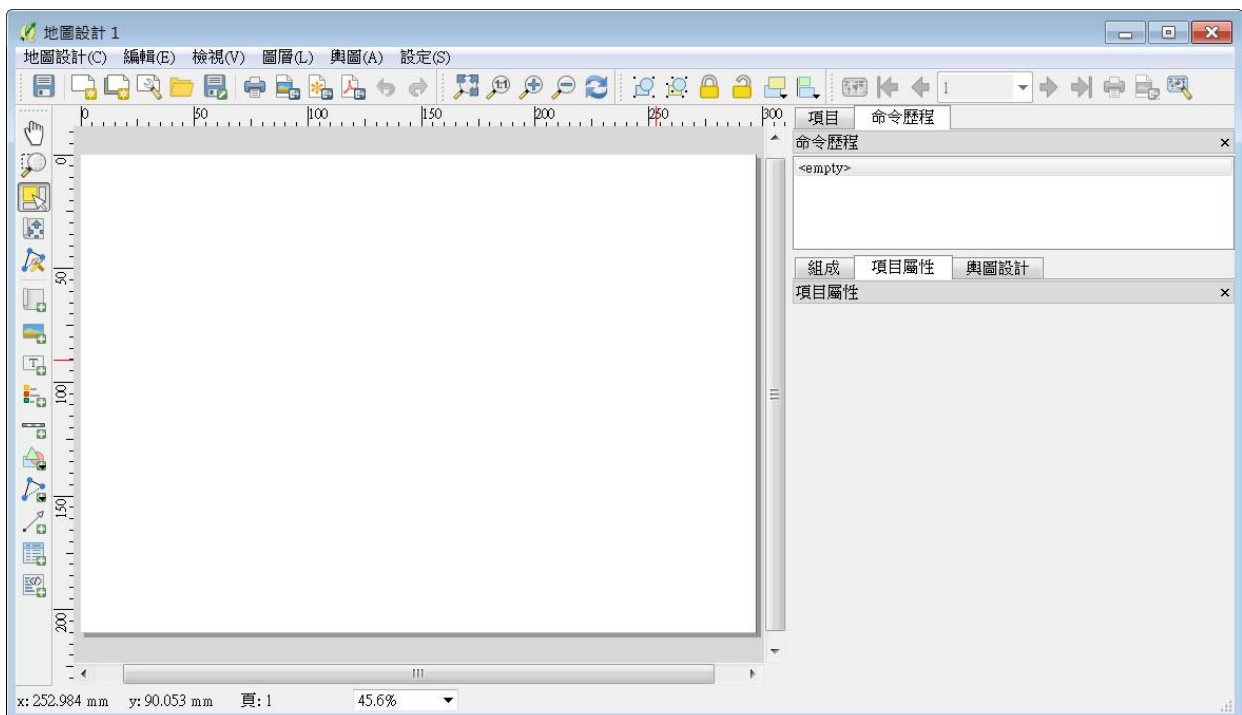 地圖設計 1
地圖設計(C) 編輯(E) 檢視(V) 圖層(L) 輿圖(A) 設定(S)
1:1
1
0 50 100 150 200 250 300
項目 命令歷程
命令歷程
<empty>
組成 項目屬性 輿圖設計
項目屬性
0
50
100
150
200
x: 252.984 mm y: 90.053 mm 頁: 1 45.6%